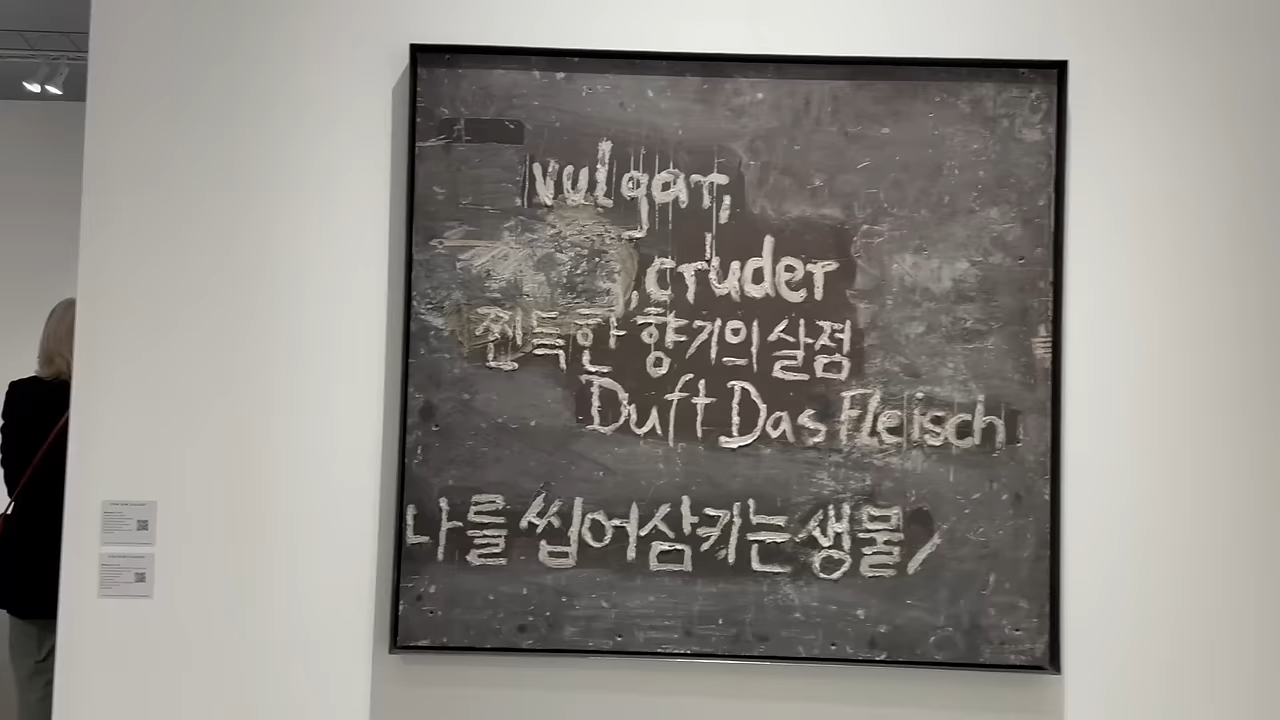 vulgar,
,cruder
찐득한 향기의 살점
Duft Das Fleisch
나를 씹어 삼키는 생물,